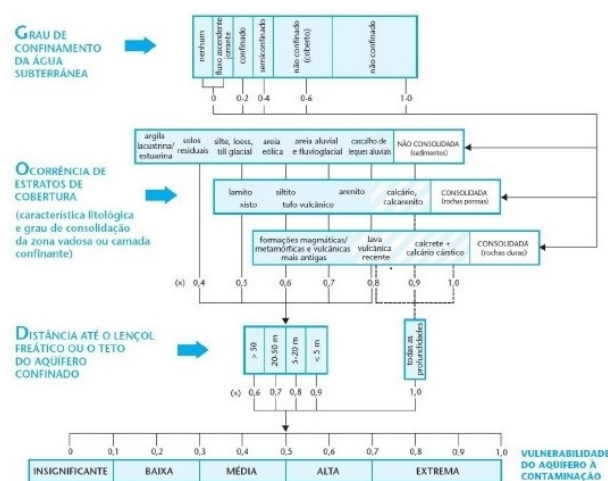 GRAU DE
CONFINAMENTO
DA ÁGUA
SUBTERRÂNEA
nenhum
fluxo ascendente
jorrante
confinado
semiconfinado
não confinado
(coberto)
não confinado
0
0-2
0-4
0-6
1-0
OCORRÊNCIA DE
ESTRATOS DE
COBERTURA
(característica litológica
e grau de consolidação
da zona vadosa ou camada
confinante)
argila
lacustrina/
estuarina
solos
residuais
silte, loess,
till glacial
areia
eólica
areia aluvial
e fluvioglacial
cascalho de
leques aluviais
NÃO CONSOLIDADA
(sedimentos)
lamito
xisto
siltito
tufo vulcânico
arenito
calcário,
calcarenito
CONSOLIDADA
(rochas porosas)
formações magmáticas/
metamórficas e vulcânicas
mais antigas
lava
vulcânica
recente
calcrete +
calcário cárstico
CONSOLIDADA
(rochas duras)
(x) 0,4 0,5 0,6 0,7 0,8 0,9 1,0
DISTÂNCIA ATÉ O LENÇOL
FREÁTICO OU O TETO
DO AQÜÍFERO
CONFINADO
> 50
20-50 m
5-20 m
< 5 m
todas as
profundidades
(x) 0,6 0,7 0,8 0,9 1,0
0 0,1 0,2 0,3 0,4 0,5 0,6 0,7 0,8 0,9 1,0
INSIGNIFICANTE BAIXA MÉDIA ALTA EXTREMA
VULNERABILIDADE
DO AQÜÍFERO À
CONTAMINAÇÃO